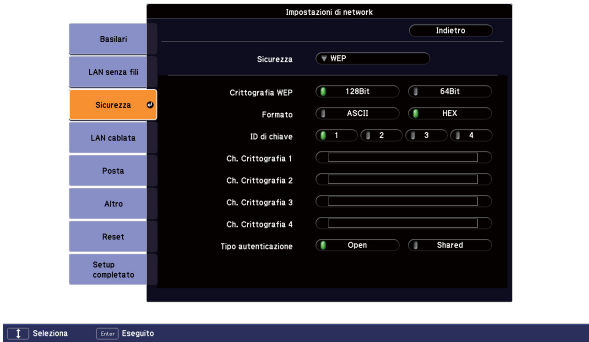 Impostazioni di network
Indietro
Basilari
LAN senza fili
Sicurezza
LAN cablata
Posta
Altro
Reset
Setup
completato
Sicurezza WEP
Crittografia WEP 128Bit 64Bit
Formato ASCII HEX
ID di chiave 1 2 3 4
Ch. Crittografia 1
Ch. Crittografia 2
Ch. Crittografia 3
Ch. Crittografia 4
Tipo autenticazione Open Shared
Seleziona Enter Eseguito